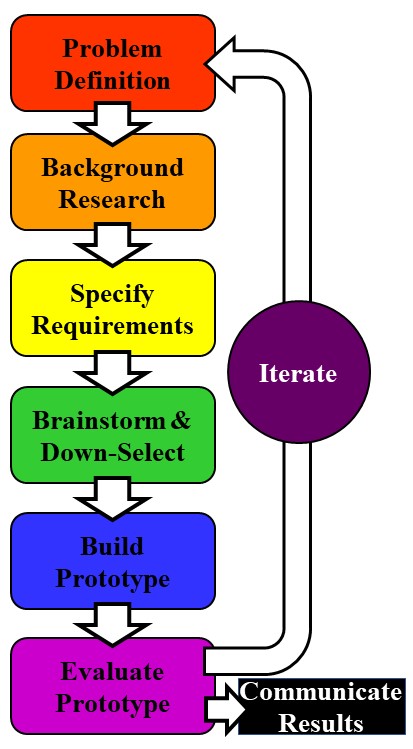 Problem
Definition
Background
Research
Specify
Requirements
Brainstorm &
Down-Select
Build
Prototype
Evaluate
Prototype
Iterate
Communicate
Results